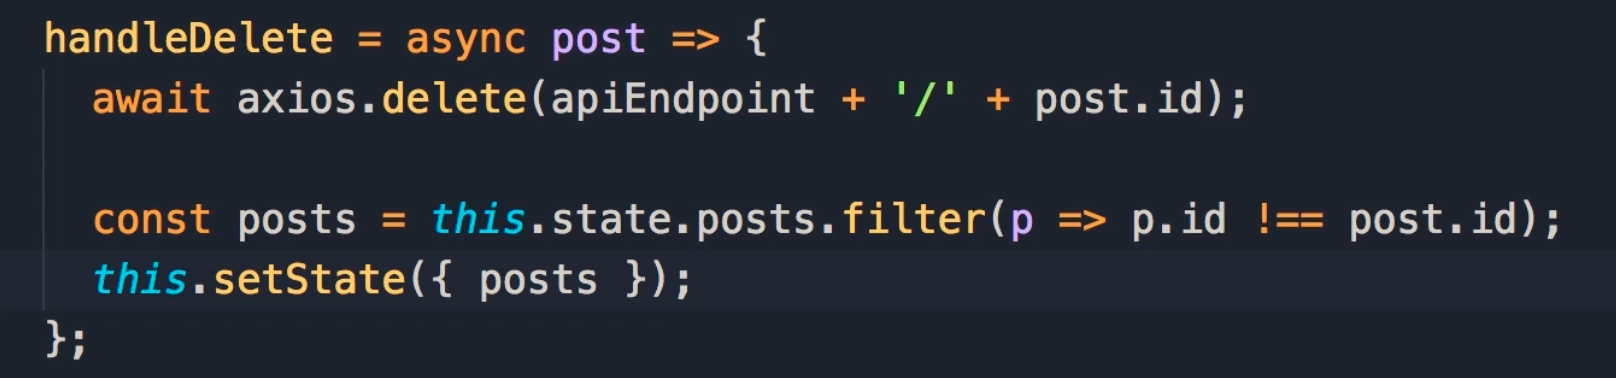 handleDelete = async post => {
  await axios.delete(apiEndpoint + '/' + post.id);

  const posts = this.state.posts.filter(p => p.id !== post.id);
  this.setState({ posts });
};